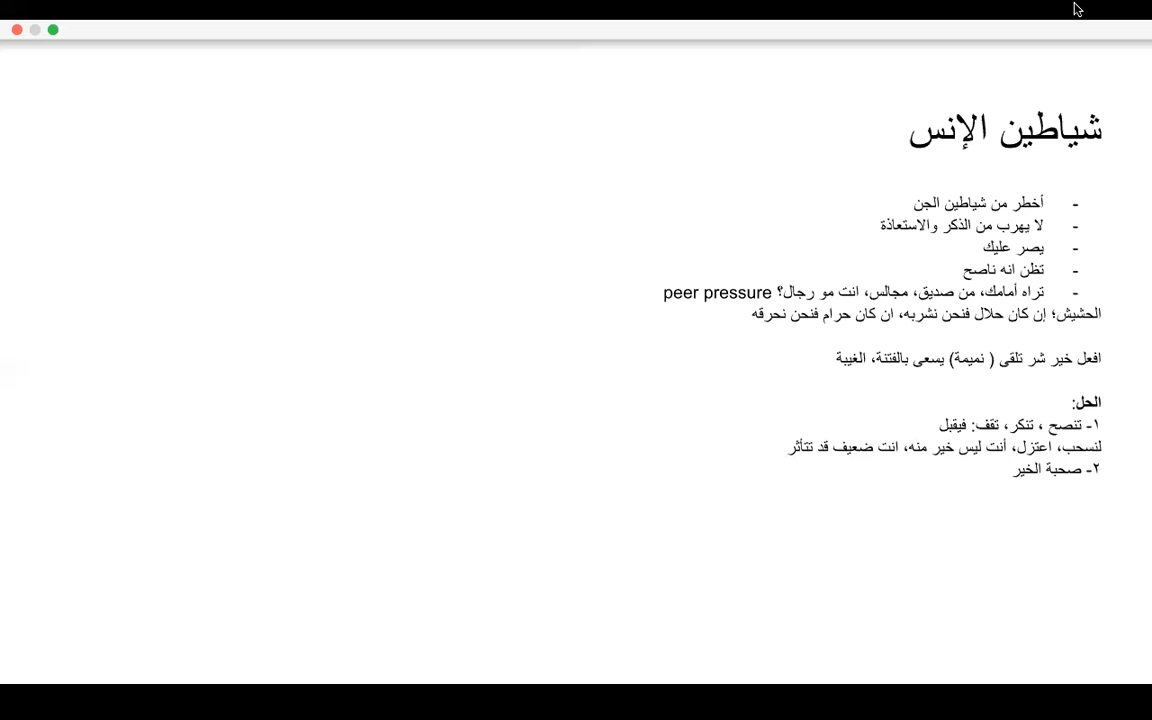 شياطين الإنس
- أخطر من شياطين الجن
- لا يهرب من الذكر والاستعاذة
- يصر عليك
- تظن انه ناصح
- تراه أمامك، من صديق، مجالس، انت مو رجال؟ peer pressure
الحشيش؛ إن كان حلال فنحن نشربه، ان كان حرام فنحن نحرقه
افعل خير شر تلقى ( نميمة) يسعى بالفتنة، الغيبة
الحل:
١- تنصح ، تنكر، تقف: فيقبل
لنسحب، اعتزل، أنت ليس خير منه، انت ضعيف قد تتأثر
٢- صحبة الخير